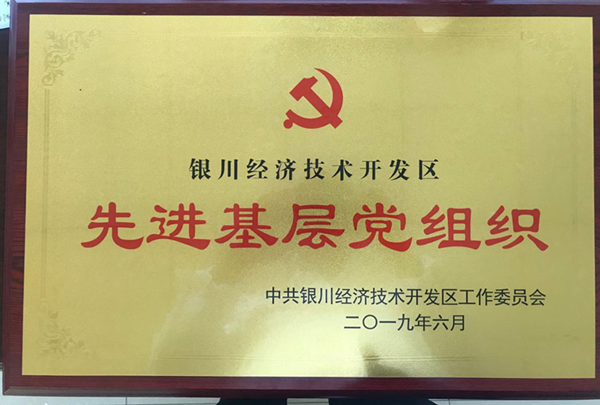 银川经济技术开发区
先进基层党组织
中共银川经济技术开发区工作委员会
二〇一九年六月